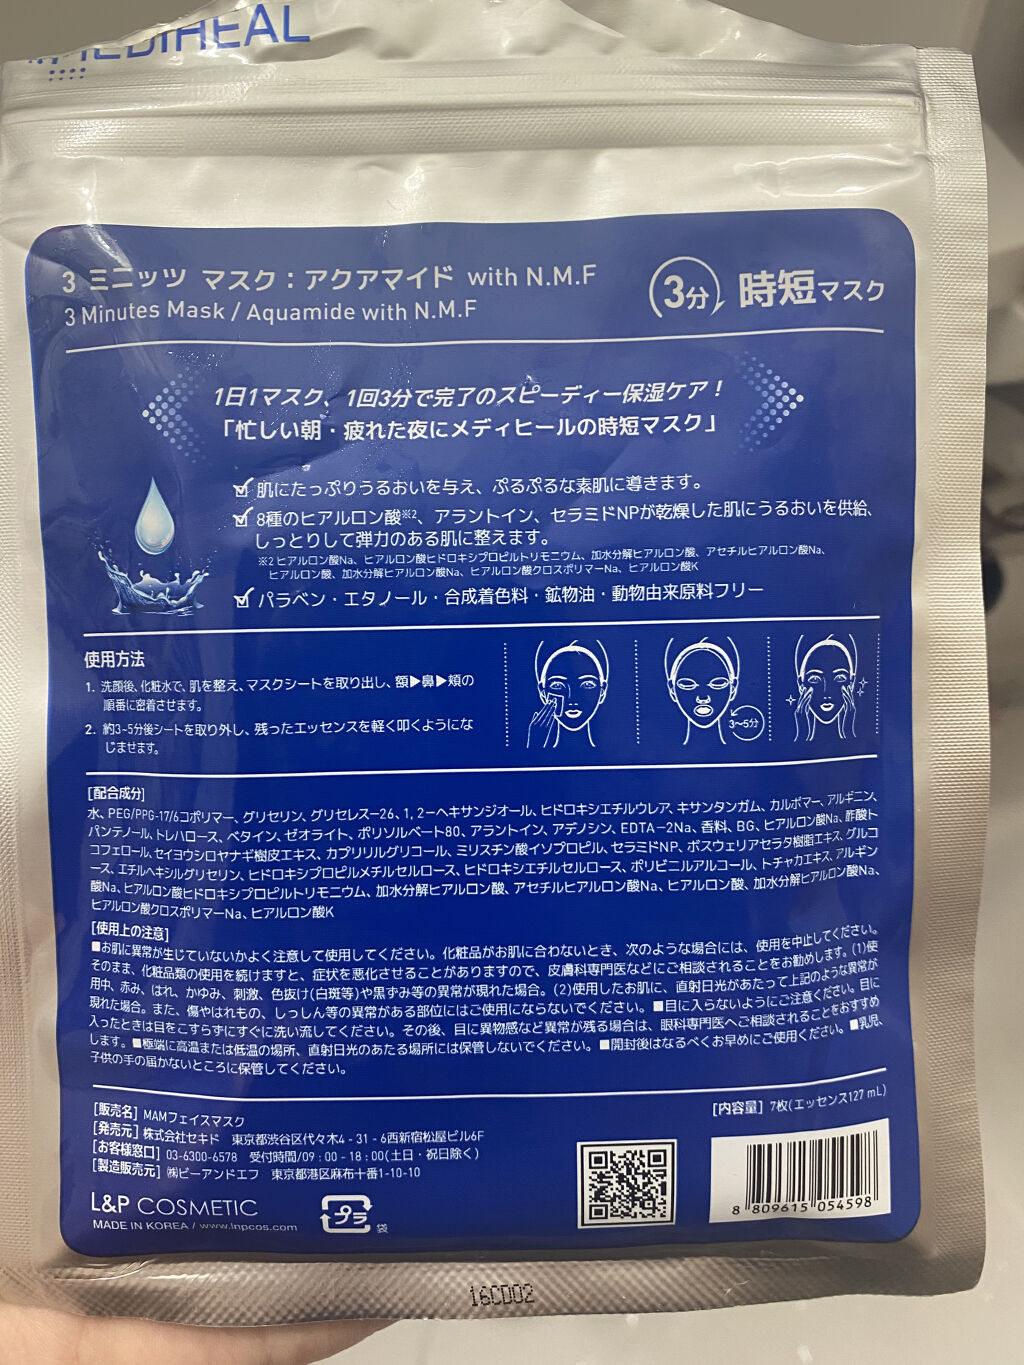 MEDIHEAL
3 ミニッツ マスク：アクアマイド with N.M.F
3 Minutes Mask / Aquamide with N.M.F
3分 時短マスク
1日1マスク、1回3分で完了のスピーディー保湿ケア！
「忙しい朝・疲れた夜にメディヒールの時短マスク」
肌にたっぷりうるおいを与え、ぷるぷるな素肌に導きます。
8種のヒアルロン酸※2、アラントイン、セラミドNPが乾燥した肌にうるおいを供給、
しっとりして弾力のある肌に整えます。
※2 ヒアルロン酸Na、ヒアルロン酸ヒドロキシプロピルトリモニウム、加水分解ヒアルロン酸、アセチルヒアルロン酸Na、
ヒアルロン酸、加水分解ヒアルロン酸Na、ヒアルロン酸クロスポリマーNa、ヒアルロン酸K
パラベン・エタノール・合成着色料・鉱物油・動物由来原料フリー
使用方法
1. 洗顔後、化粧水で、肌を整え、マスクシートを取り出し、額▶鼻▶頬の
順番に密着させます。
2. 約3~5分後シートを取り外し、残ったエッセンスを軽く叩くようにな
じませます。
3~5分
[配合成分]
水、PEG/PPG-17/6コポリマー、グリセリン、グリセレス-26、1,2-ヘキサンジオール、ヒドロキシエチルウレア、キサンタンガム、カルボマー、アルギニン、
パンテノール、トレハロース、ベタイン、ゼオライト、ポリソルベート80、アラントイン、アデノシン、EDTA-2Na、香料、BG、ヒアルロン酸Na、酢酸ト
コフェロール、セイヨウシロヤナギ樹皮エキス、カプリリルグリコール、ミリスチン酸イソプロピル、セラミドNP、ボスウェリアセラタ樹脂エキス、グルコ
ース、エチルヘキシルグリセリン、ヒドロキシプロピルメチルセルロース、ヒドロキシエチルセルロース、ポリビニルアルコール、トチャカエキス、アルギン
酸Na、ヒアルロン酸ヒドロキシプロピルトリモニウム、加水分解ヒアルロン酸、アセチルヒアルロン酸Na、ヒアルロン酸、加水分解ヒアルロン酸Na、
ヒアルロン酸クロスポリマーNa、ヒアルロン酸K
[使用上の注意]
■お肌に異常が生じていないかよく注意して使用してください。化粧品がお肌に合わないとき、次のような場合には、使用を中止してください。
そのまま、化粧品類の使用を続けますと、症状を悪化させることがありますので、皮膚科専門医などにご相談されることをお勧めします。(1)使
用中、赤み、はれ、かゆみ、刺激、色抜け(白斑等)や黒ずみ等の異常が現れた場合。(2)使用したお肌に、直射日光があたって上記のような異常が
現れた場合。また、傷やはれもの、しっしん等の異常がある部位にはご使用にならないでください。■目に入らないようにご注意ください。目に
入ったときは目をこすらずにすぐに洗い流してください。その後、目に異物感など異常が残る場合は、眼科専門医へご相談されることをおすすめ
します。■極端に高温または低温の場所、直射日光のあたる場所には保管しないでください。■開封後はなるべくお早めにご使用ください。■乳児、
子供の手の届かないところに保管してください。
[販売名] MAMフェイスマスク
[内容量] 7枚(エッセンス127 mL)
[発売元] 株式会社セキド 東京都渋谷区代々木4-31-6西新宿松屋ビル6F
[お客様窓口] 03-6300-6578 受付時間/09:00-18:00(土日・祝日除く)
[製造販売元] ㈱ビーアンドエフ 東京都港区麻布十番1-10-10
L&P COSMETIC
MADE IN KOREA / www.lnpcos.com
プラ
袋
8 809615 054598
16CD02